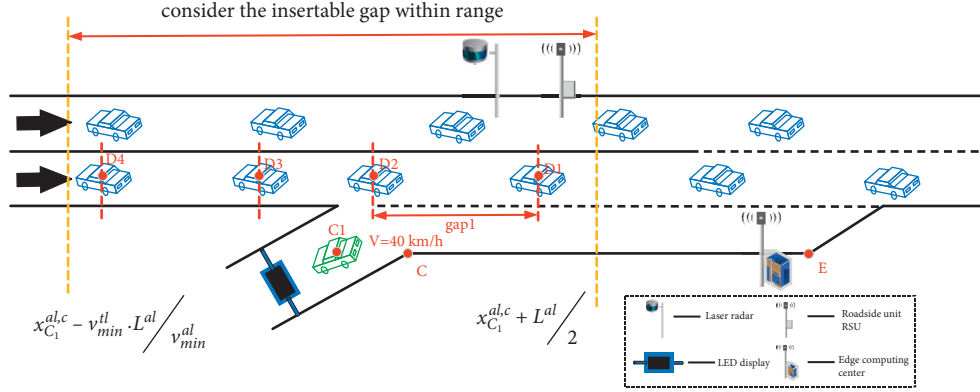 consider the insertable gap within range
D4
D3
D2
D1
gap1
C1
V=40 km/h
C
E
x_{C_1}^{al,c} − v_{min}^{tl} · L^{al} / v_{min}^{al}
x_{C_1}^{al,c} + L^{al} / 2
Laser radar
Roadside unit
RSU
LED display
Edge computing
center